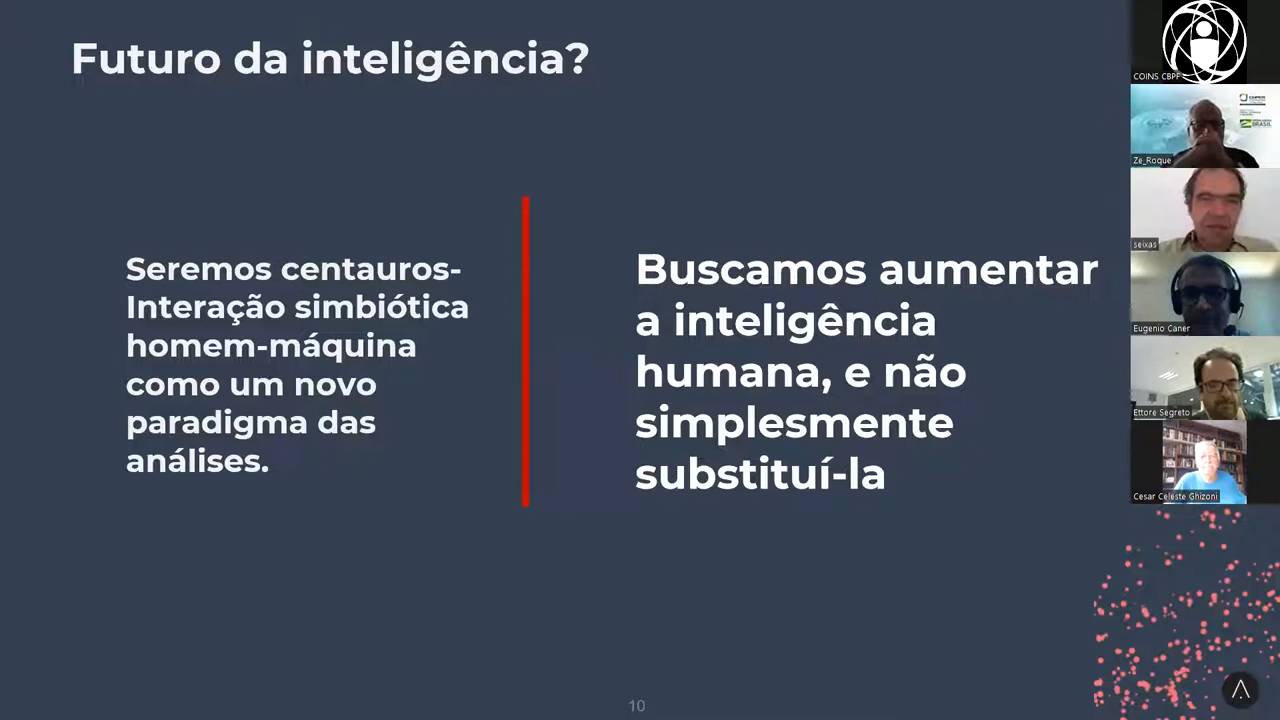 Futuro da inteligência?
Seremos centauros-
Interação simbiótica
homem-máquina
como um novo
paradigma das
análises.
Buscamos aumentar
a inteligência
humana, e não
simplesmente
substituí-la
10
COINS CBPF
BRASIL
Ze_Roque
seixas
Eugenio Caner
Ettore Segreto
Cesar Celeste Ghizoni